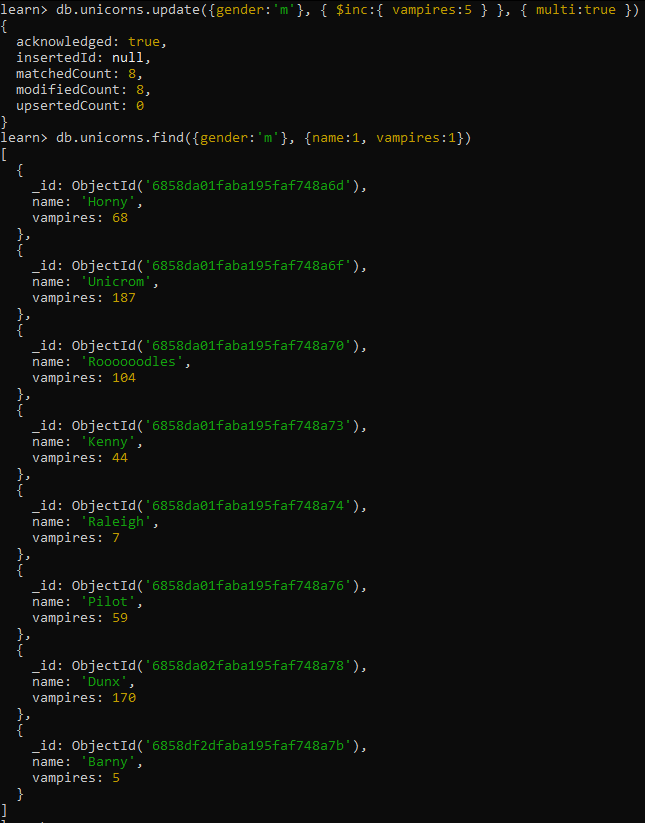 learn> db.unicorns.update({gender:'m'}, { $inc:{ vampires:5 } }, { multi:true })
{
  acknowledged: true,
  insertedId: null,
  matchedCount: 8,
  modifiedCount: 8,
  upsertedCount: 0
}
learn> db.unicorns.find({gender:'m'}, {name:1, vampires:1})
[
  {
    _id: ObjectId('6858da01faba195faf748a6d'),
    name: 'Horny',
    vampires: 68
  },
  {
    _id: ObjectId('6858da01faba195faf748a6f'),
    name: 'Unicrom',
    vampires: 187
  },
  {
    _id: ObjectId('6858da01faba195faf748a70'),
    name: 'Roooooodles',
    vampires: 104
  },
  {
    _id: ObjectId('6858da01faba195faf748a73'),
    name: 'Kenny',
    vampires: 44
  },
  {
    _id: ObjectId('6858da01faba195faf748a74'),
    name: 'Raleigh',
    vampires: 7
  },
  {
    _id: ObjectId('6858da01faba195faf748a76'),
    name: 'Pilot',
    vampires: 59
  },
  {
    _id: ObjectId('6858da02faba195faf748a78'),
    name: 'Dunx',
    vampires: 170
  },
  {
    _id: ObjectId('6858df2dfaba195faf748a7b'),
    name: 'Barny',
    vampires: 5
  }
]